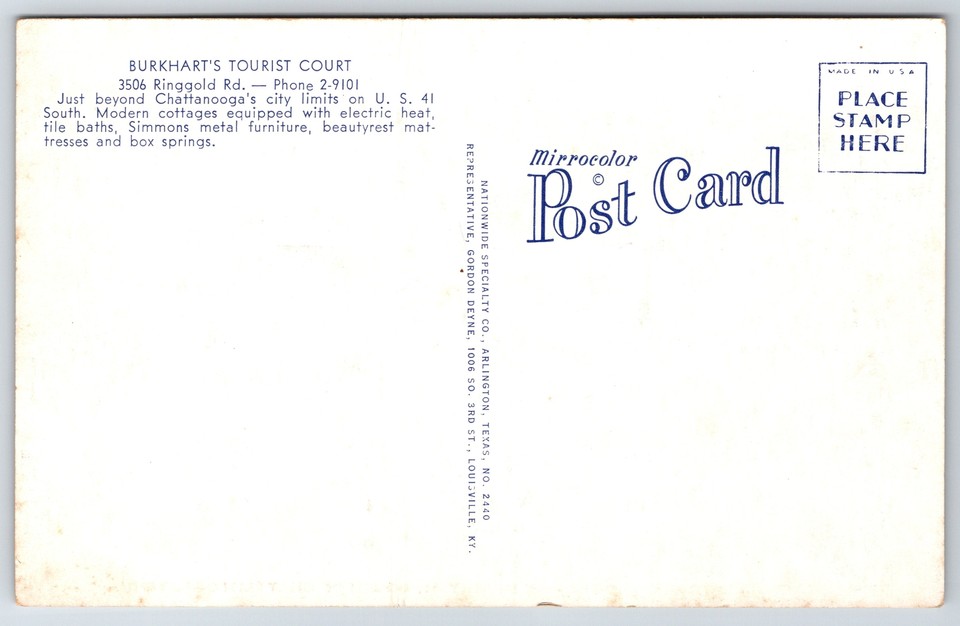 BURKHART'S TOURIST COURT
3506 Ringgold Rd. — Phone 2-9101
Just beyond Chattanooga's city limits on U. S. 41
South. Modern cottages equipped with electric heat,
tile baths, Simmons metal furniture, beautyrest mat-
tresses and box springs.
NATIONWIDE SPECIALTY CO., ARLINGTON, TEXAS, NO. 2440
REPRESENTATIVE, GORDON DEYNE, 1006 SO. 3RD ST., LOUISVILLE, KY.
Mirrocolor
©
Post Card
MADE IN USA
PLACE
STAMP
HERE